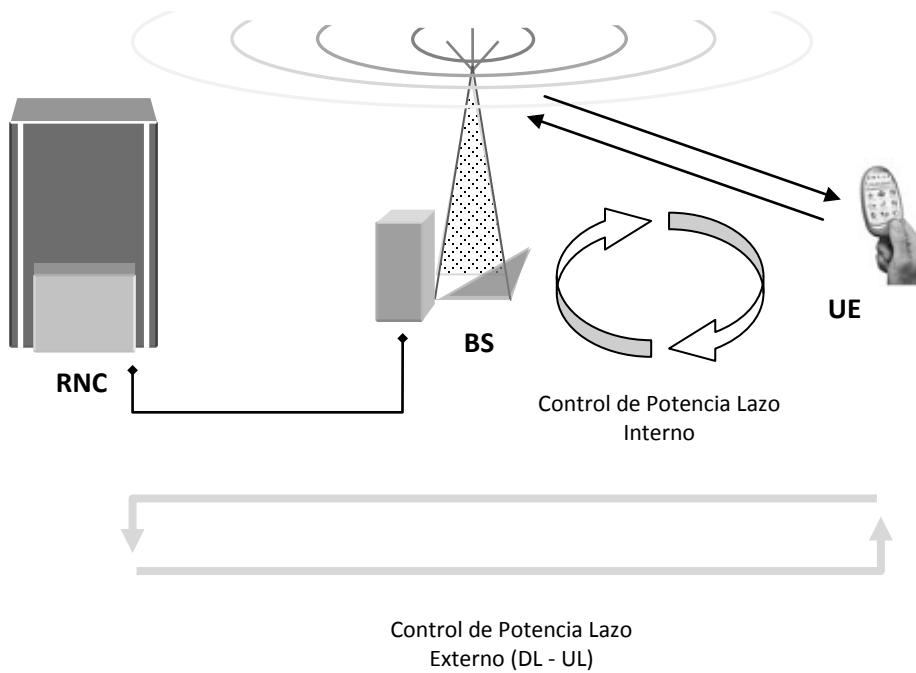 UE
BS
RNC
Control de Potencia Lazo
Interno
Control de Potencia Lazo
Externo (DL - UL)